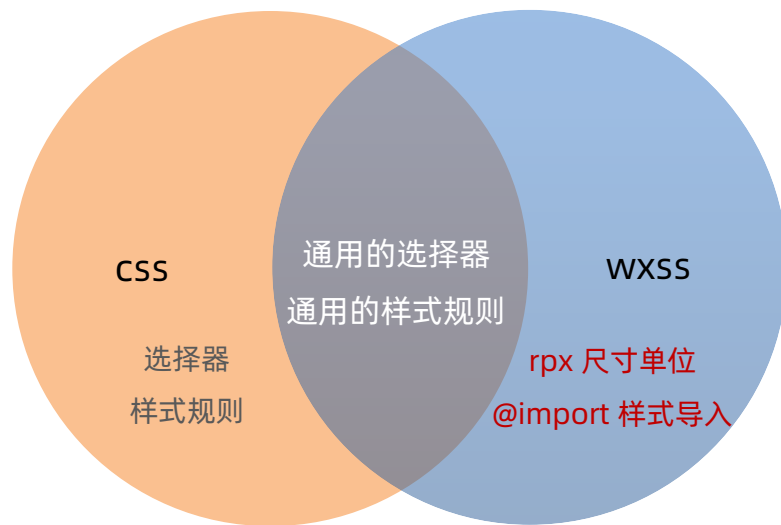 css
选择器
样式规则
通用的选择器
通用的样式规则
wxss
rpx 尺寸单位
@import 样式导入